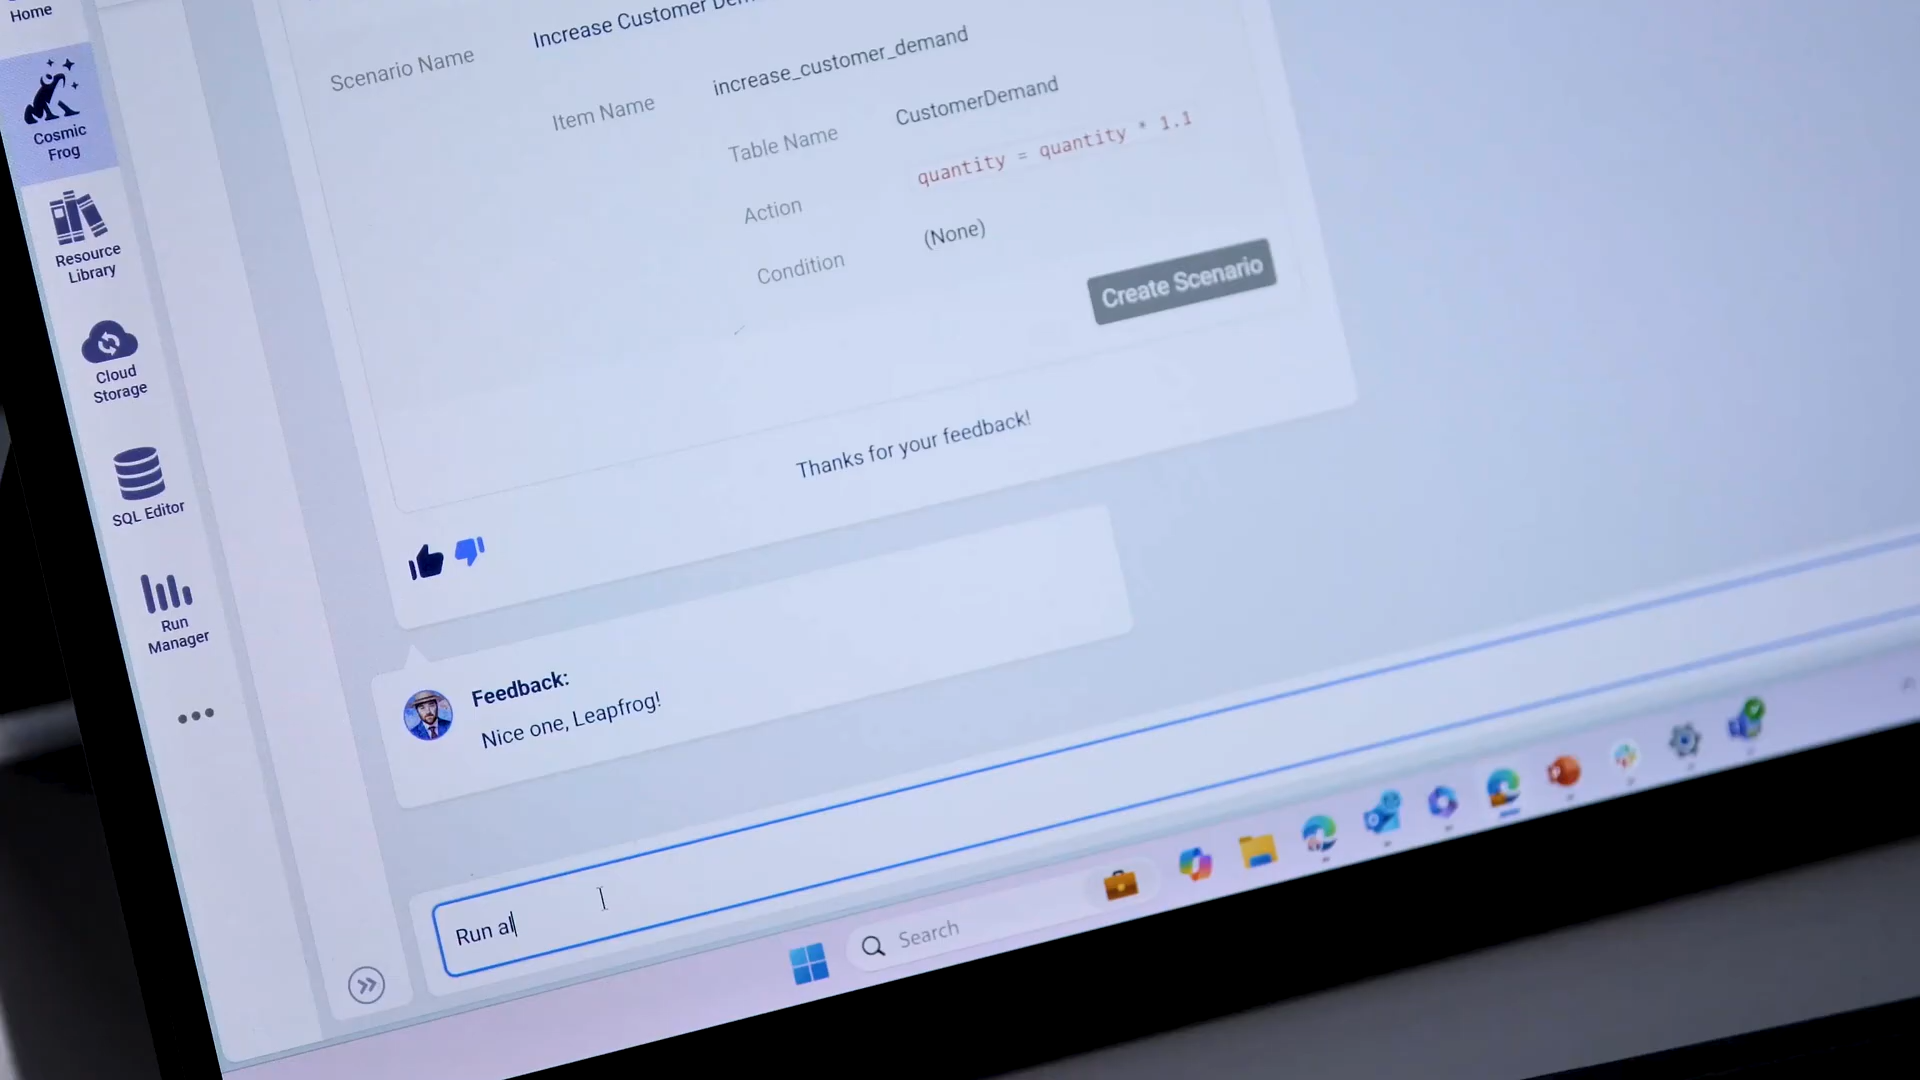 Home
Cosmic
Frog
Resource
Library
Cloud
Storage
SQL Editor
Run
Manager
Scenario Name
Increase Customer
Item Name
increase_customer_demand
Table Name
CustomerDemand
Action
quantity = quantity * 1.1
Condition
(None)
Create Scenario
Thanks for your feedback!
Feedback:
Nice one, Leapfrog!
Run al
Search